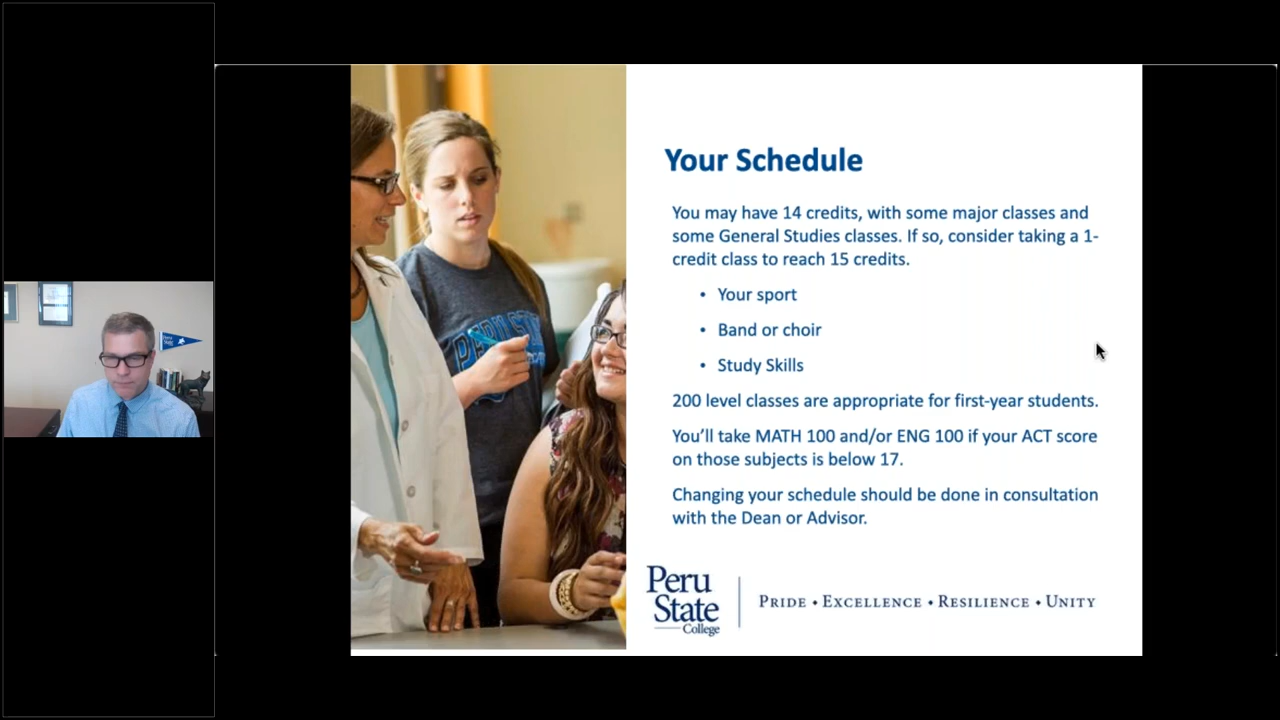 Your Schedule
You may have 14 credits, with some major classes and
some General Studies classes. If so, consider taking a 1-
credit class to reach 15 credits.
• Your sport
• Band or choir
• Study Skills
200 level classes are appropriate for first-year students.
You’ll take MATH 100 and/or ENG 100 if your ACT score
on those subjects is below 17.
Changing your schedule should be done in consultation
with the Dean or Advisor.
Peru
State
College
PRIDE • EXCELLENCE • RESILIENCE • UNITY